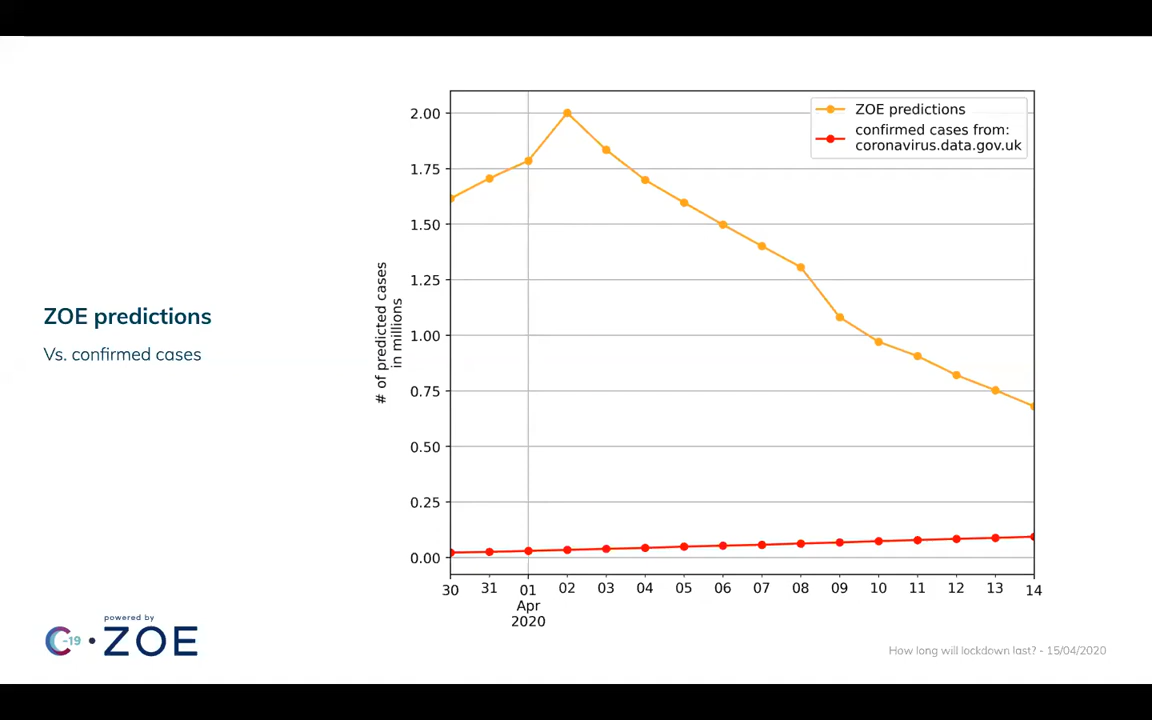 ZOE predictions
Vs. confirmed cases
# of predicted cases
in millions
2.00
1.75
1.50
1.25
1.00
0.75
0.50
0.25
0.00
ZOE predictions
confirmed cases from:
coronavirus.data.gov.uk
30 31 01 02 03 04 05 06 07 08 09 10 11 12 13 14
Apr
2020
powered by
C-19 • ZOE
How long will lockdown last? - 15/04/2020